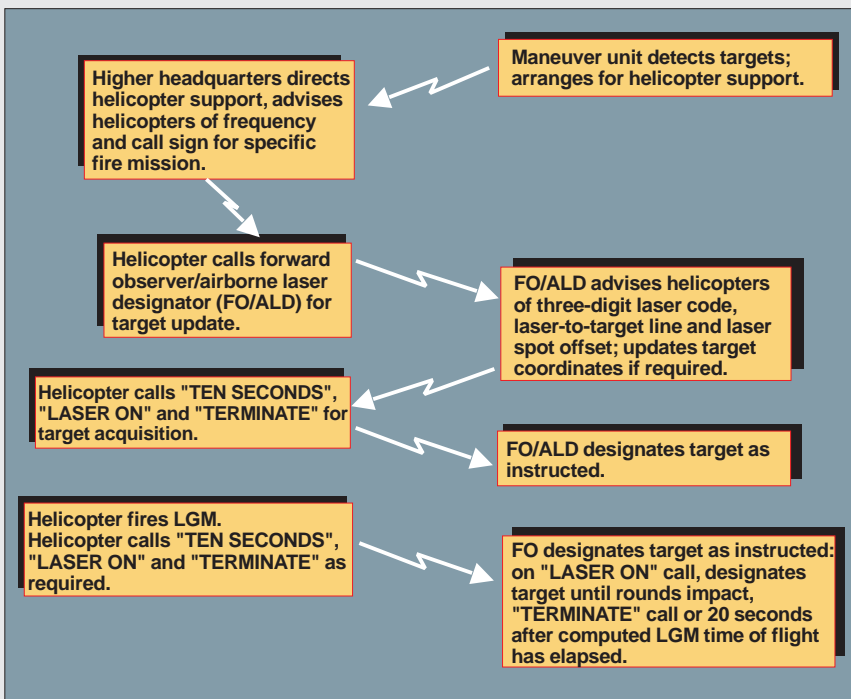 Maneuver unit detects targets;
arranges for helicopter support.
Higher headquarters directs
helicopter support, advises
helicopters of frequency
and call sign for specific
fire mission.
Helicopter calls forward
observer/airborne laser
designator (FO/ALD) for
target update.
FO/ALD advises helicopters
of three-digit laser code,
laser-to-target line and laser
spot offset; updates target
coordinates if required.
Helicopter calls "TEN SECONDS",
"LASER ON" and "TERMINATE" for
target acquisition.
FO/ALD designates target as
instructed.
Helicopter fires LGM.
Helicopter calls "TEN SECONDS",
"LASER ON" and "TERMINATE" as
required.
FO designates target as instructed:
on "LASER ON" call, designates
target until rounds impact,
"TERMINATE" call or 20 seconds
after computed LGM time of flight
has elapsed.